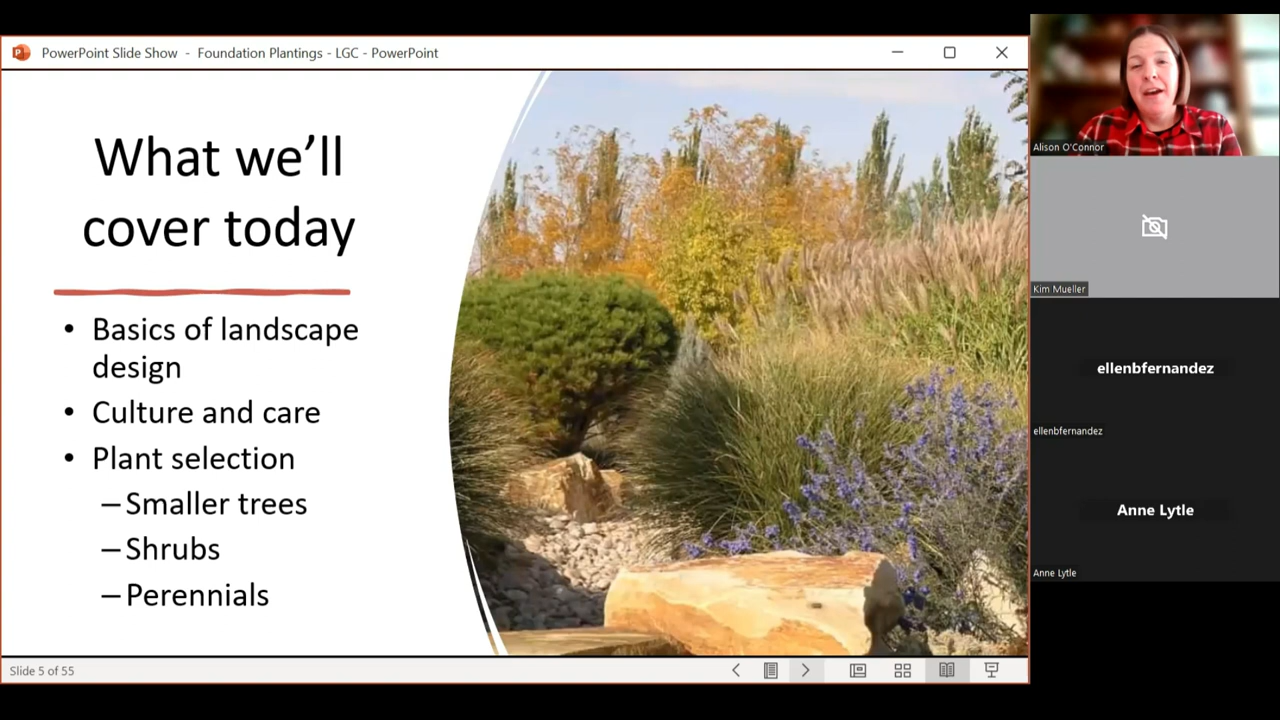 PowerPoint Slide Show - Foundation Plantings - LGC - PowerPoint
What we’ll
cover today
• Basics of landscape
design
• Culture and care
• Plant selection
– Smaller trees
– Shrubs
– Perennials
Slide 5 of 55
Alison O'Connor
Kim Mueller
ellenbfernandez
ellenbfernandez
Anne Lytle
Anne Lytle